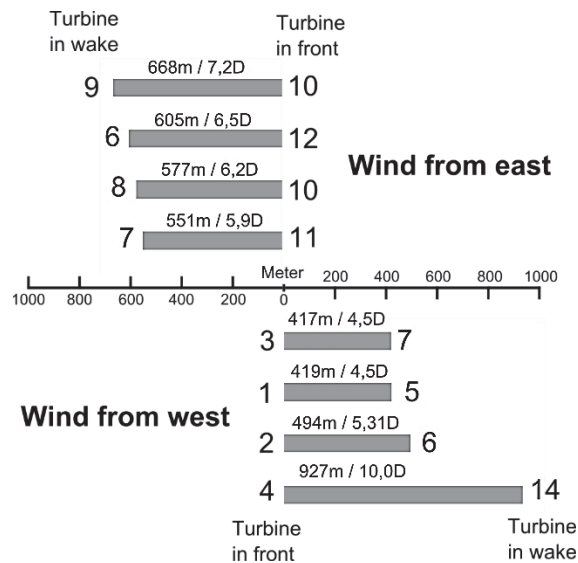 Turbine
in wake
Turbine
in front
668m / 7,2D
9
10
605m / 6,5D
6
12
Wind from east
577m / 6,2D
8
10
551m / 5,9D
7
11
Meter
1000 800 600 400 200 0 200 400 600 800 1000
417m / 4,5D
3
7
419m / 4,5D
1
5
Wind from west
494m / 5,31D
2
6
927m / 10,0D
4
14
Turbine
in front
Turbine
in wake